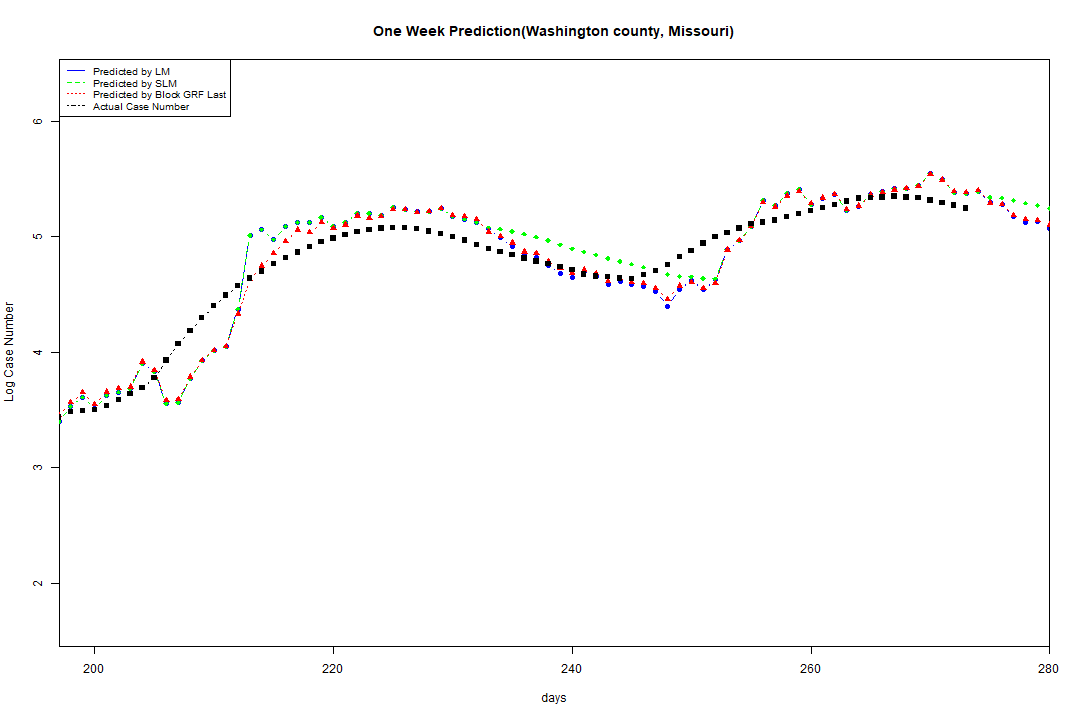 One Week Prediction(Washington county, Missouri)
Predicted by LM
Predicted by SLM
Predicted by Block GRF Last
Actual Case Number
6
5
4
3
2
Log Case Number
200 220 240 260 280
days